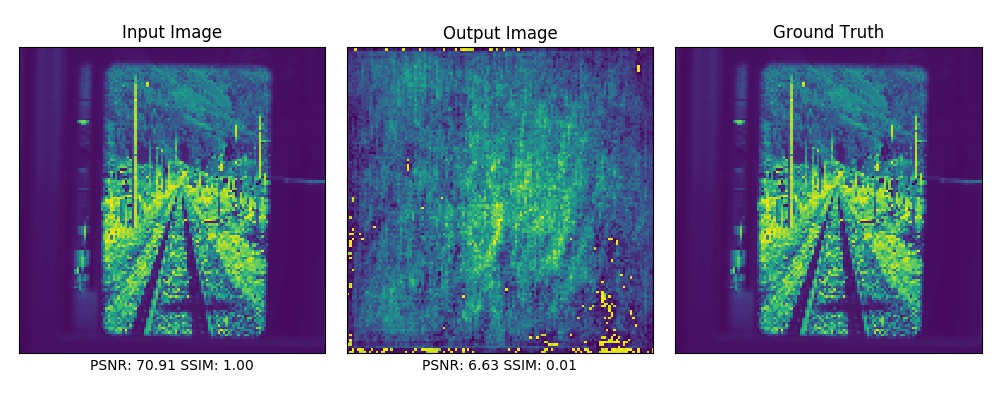 Input Image
Output Image
Ground Truth
PSNR: 70.91 SSIM: 1.00
PSNR: 6.63 SSIM: 0.01